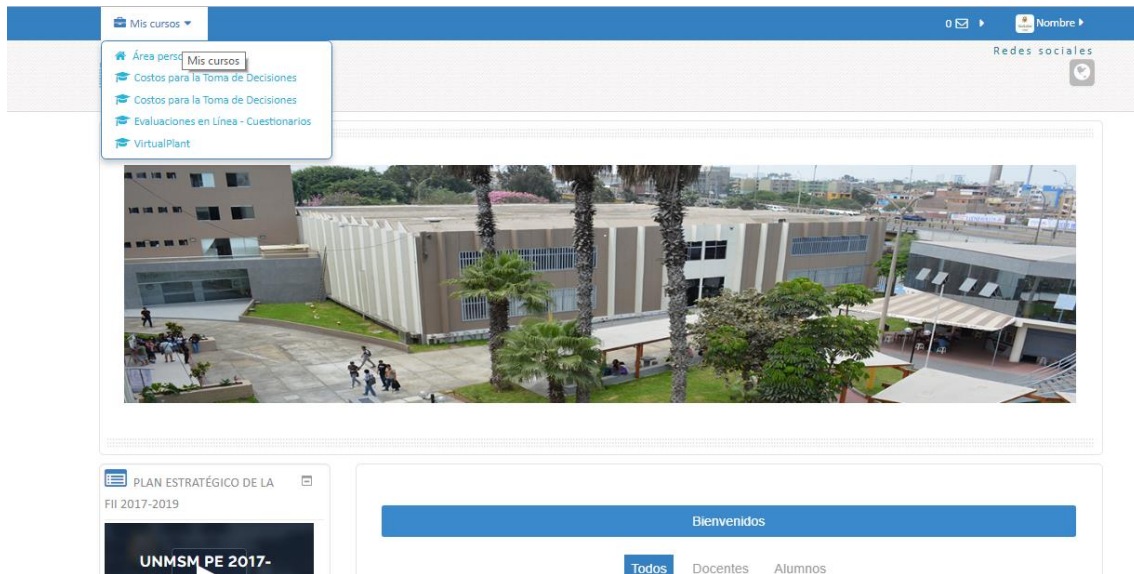 Mis cursos
0
Nombre
Redes sociales
Área perso
Mis cursos
Costos para la Toma de Decisiones
Costos para la Toma de Decisiones
Evaluaciones en Línea - Cuestionarios
VirtualPlant
PLAN ESTRATÉGICO DE LA
FII 2017-2019
Bienvenidos
UNMSM PE 2017-
Todos Docentes Alumnos